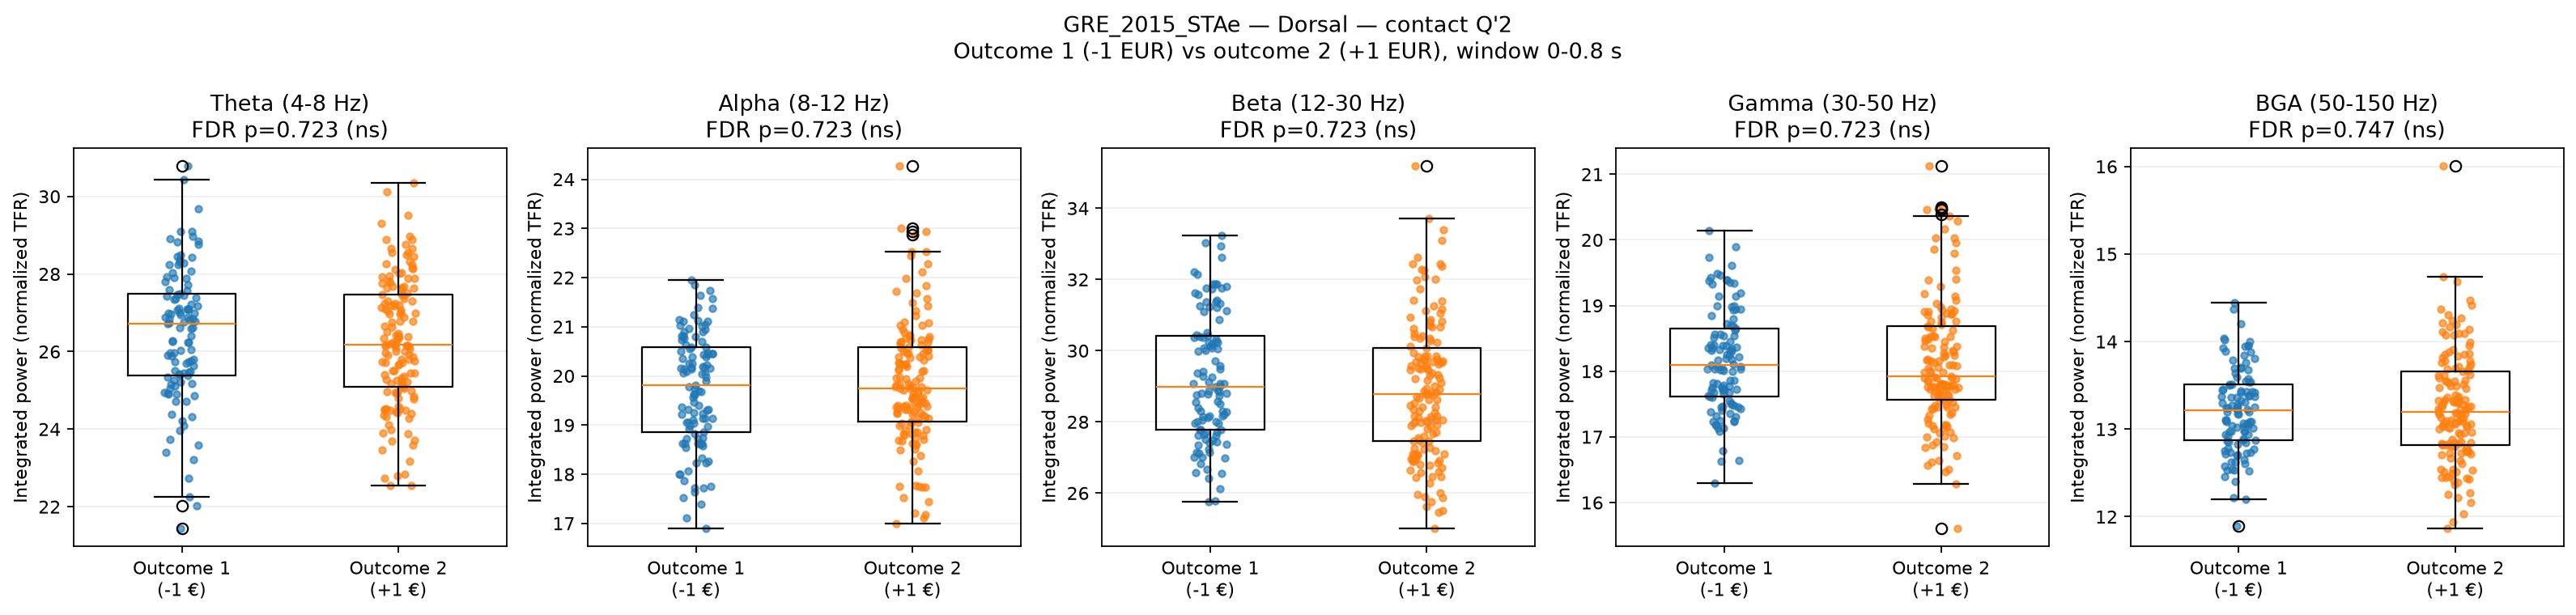 GRE_2015_STAe — Dorsal — contact Q'2
Outcome 1 (-1 EUR) vs outcome 2 (+1 EUR), window 0-0.8 s
Theta (4-8 Hz)
FDR p=0.723 (ns)
Integrated power (normalized TFR)
30
28
26
24
22
Outcome 1
(-1 €)
Outcome 2
(+1 €)
Alpha (8-12 Hz)
FDR p=0.723 (ns)
Integrated power (normalized TFR)
24
23
22
21
20
19
18
17
Outcome 1
(-1 €)
Outcome 2
(+1 €)
Beta (12-30 Hz)
FDR p=0.723 (ns)
Integrated power (normalized TFR)
34
32
30
28
26
Outcome 1
(-1 €)
Outcome 2
(+1 €)
Gamma (30-50 Hz)
FDR p=0.723 (ns)
Integrated power (normalized TFR)
21
20
19
18
17
16
Outcome 1
(-1 €)
Outcome 2
(+1 €)
BGA (50-150 Hz)
FDR p=0.747 (ns)
Integrated power (normalized TFR)
16
15
14
13
12
Outcome 1
(-1 €)
Outcome 2
(+1 €)